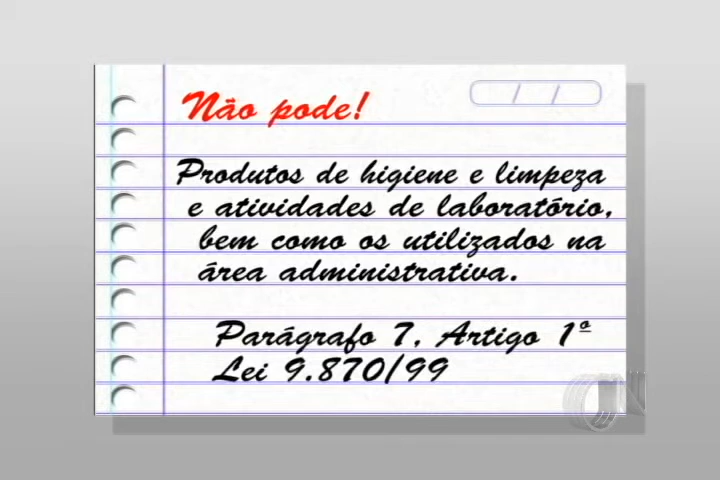 Não pode!
/ /
Produtos de higiene e limpeza
e atividades de laboratório,
bem como os utilizados na
área administrativa.
Parágrafo 7, Artigo 1º
Lei 9.870/99